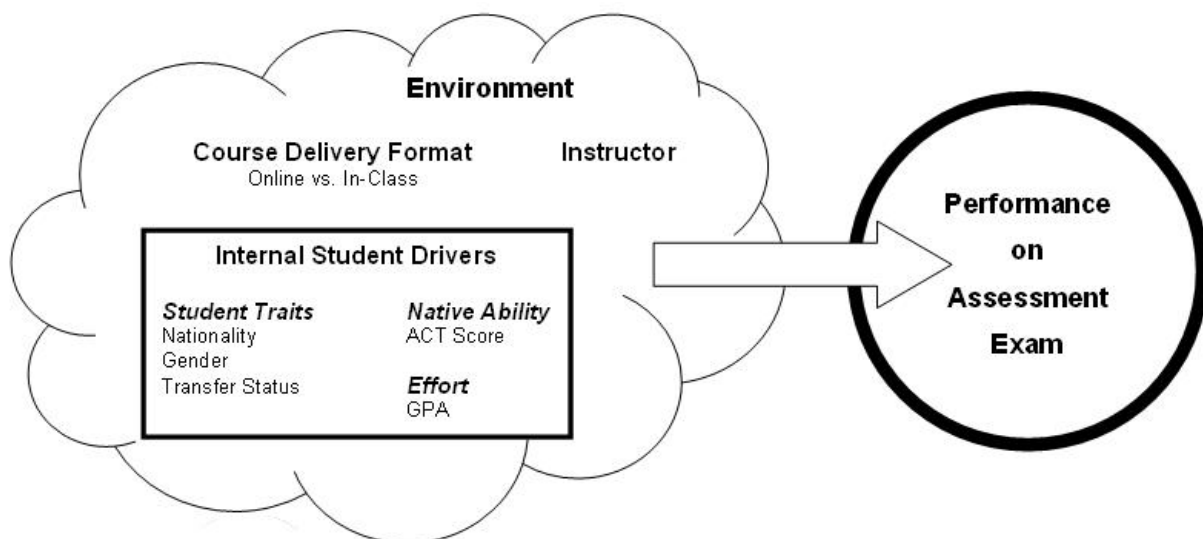 Environment
Course Delivery Format
Online vs. In-Class
Instructor
Internal Student Drivers
Student Traits
Nationality
Gender
Transfer Status
Native Ability
ACT Score
Effort
GPA
Performance
on
Assessment
Exam